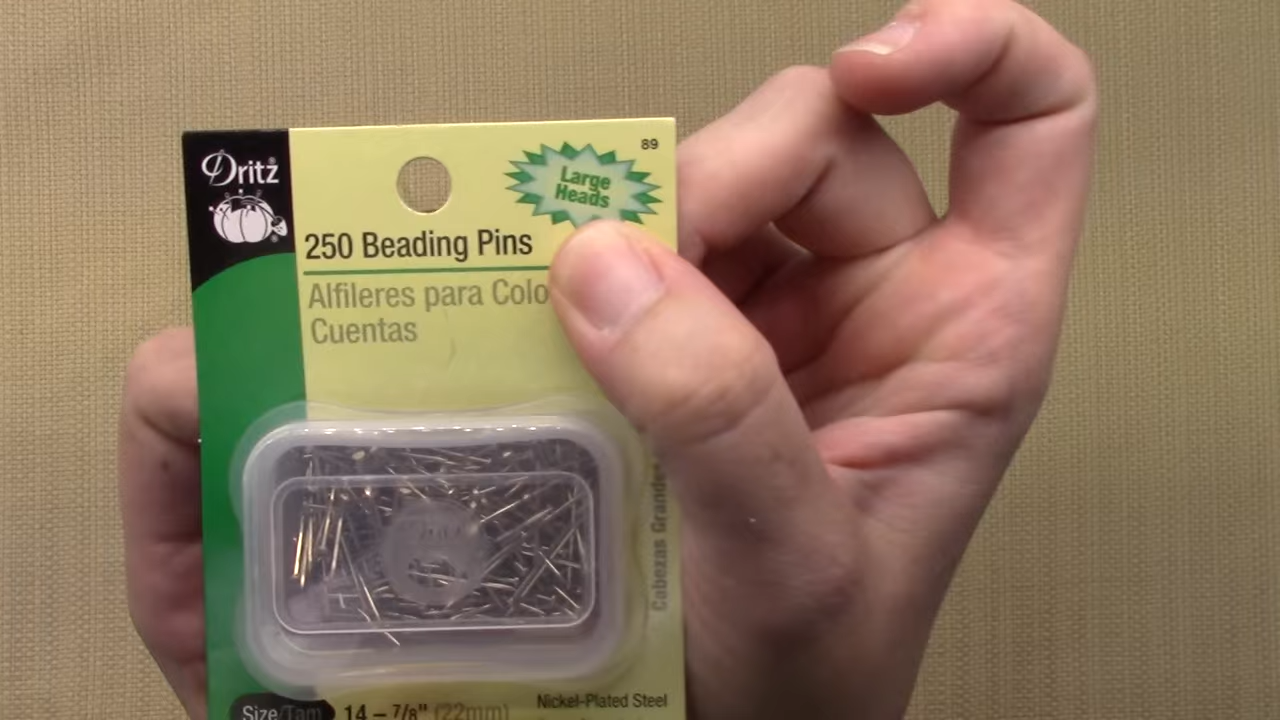 89
Dritz
Large
Heads
250 Beading Pins
Alfileres para Colo
Cuentas
Cabezas Grandes
Size/Tam 14 – 7/8" (22mm)
Nickel-Plated Steel